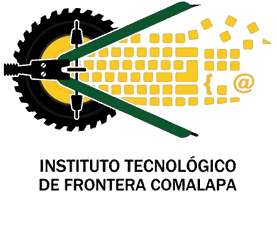 { @
INSTITUTO TECNOLÓGICO
DE FRONTERA COMALAPA